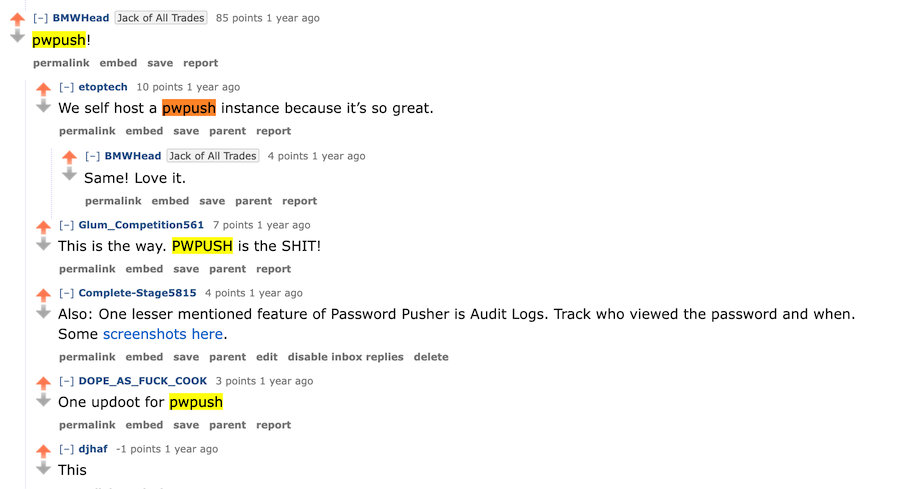 [–] BMWHead Jack of All Trades 85 points 1 year ago
pwpush!
permalink embed save report
[–] etoptech 10 points 1 year ago
We self host a pwpush instance because it’s so great.
permalink embed save parent report
[–] BMWHead Jack of All Trades 4 points 1 year ago
Same! Love it.
permalink embed save parent report
[–] Glum_Competition561 7 points 1 year ago
This is the way. PWPUSH is the SHIT!
permalink embed save parent report
[–] Complete-Stage5815 4 points 1 year ago
Also: One lesser mentioned feature of Password Pusher is Audit Logs. Track who viewed the password and when.
Some screenshots here.
permalink embed save parent edit disable inbox replies delete
[–] DOPE_AS_FUCK_COOK 3 points 1 year ago
One updoot for pwpush
permalink embed save parent report
[–] djhaf -1 points 1 year ago
This